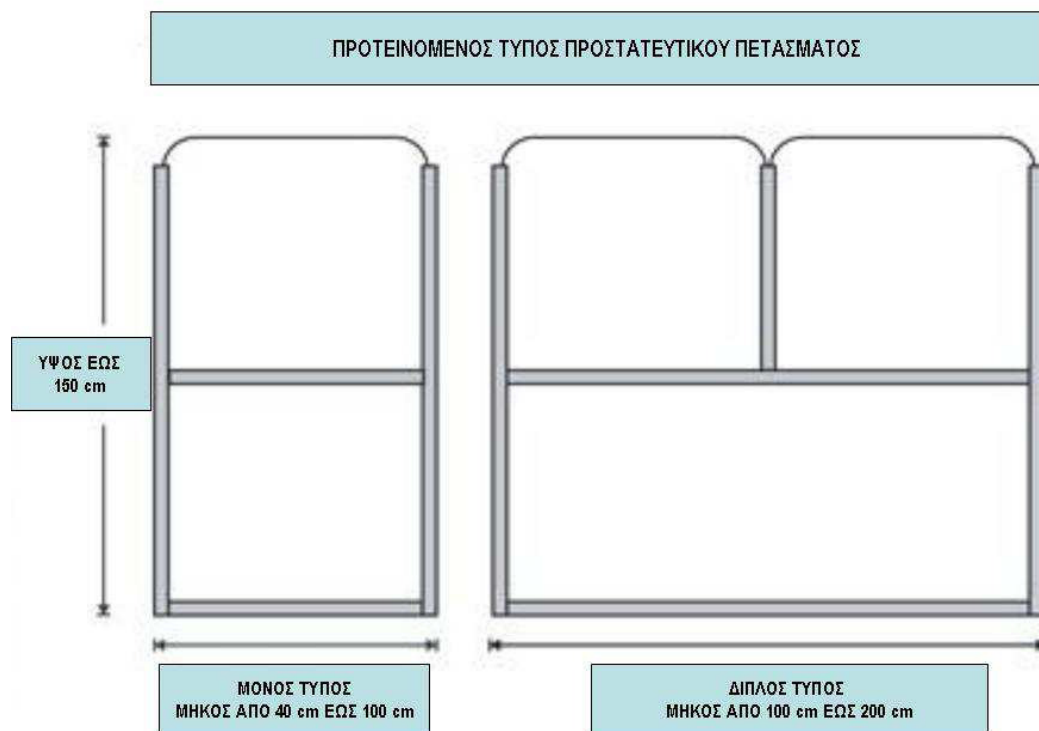 ΠΡΟΤΕΙΝΟΜΕΝΟΣ ΤΥΠΟΣ ΠΡΟΣΤΑΤΕΥΤΙΚΟΥ ΠΕΤΑΣΜΑΤΟΣ
ΥΨΟΣ ΕΩΣ
150 cm
ΜΟΝΟΣ ΤΥΠΟΣ
ΜΗΚΟΣ ΑΠΟ 40 cm ΕΩΣ 100 cm
ΔΙΠΛΟΣ ΤΥΠΟΣ
ΜΗΚΟΣ ΑΠΟ 100 cm ΕΩΣ 200 cm